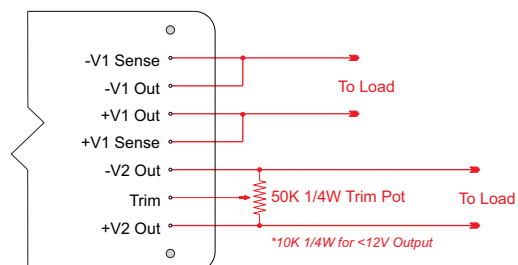 -V1 Sense
-V1 Out
To Load
+V1 Out
+V1 Sense
-V2 Out
Trim
50K 1/4W Trim Pot
To Load
+V2 Out
*10K 1/4W for <12V Output